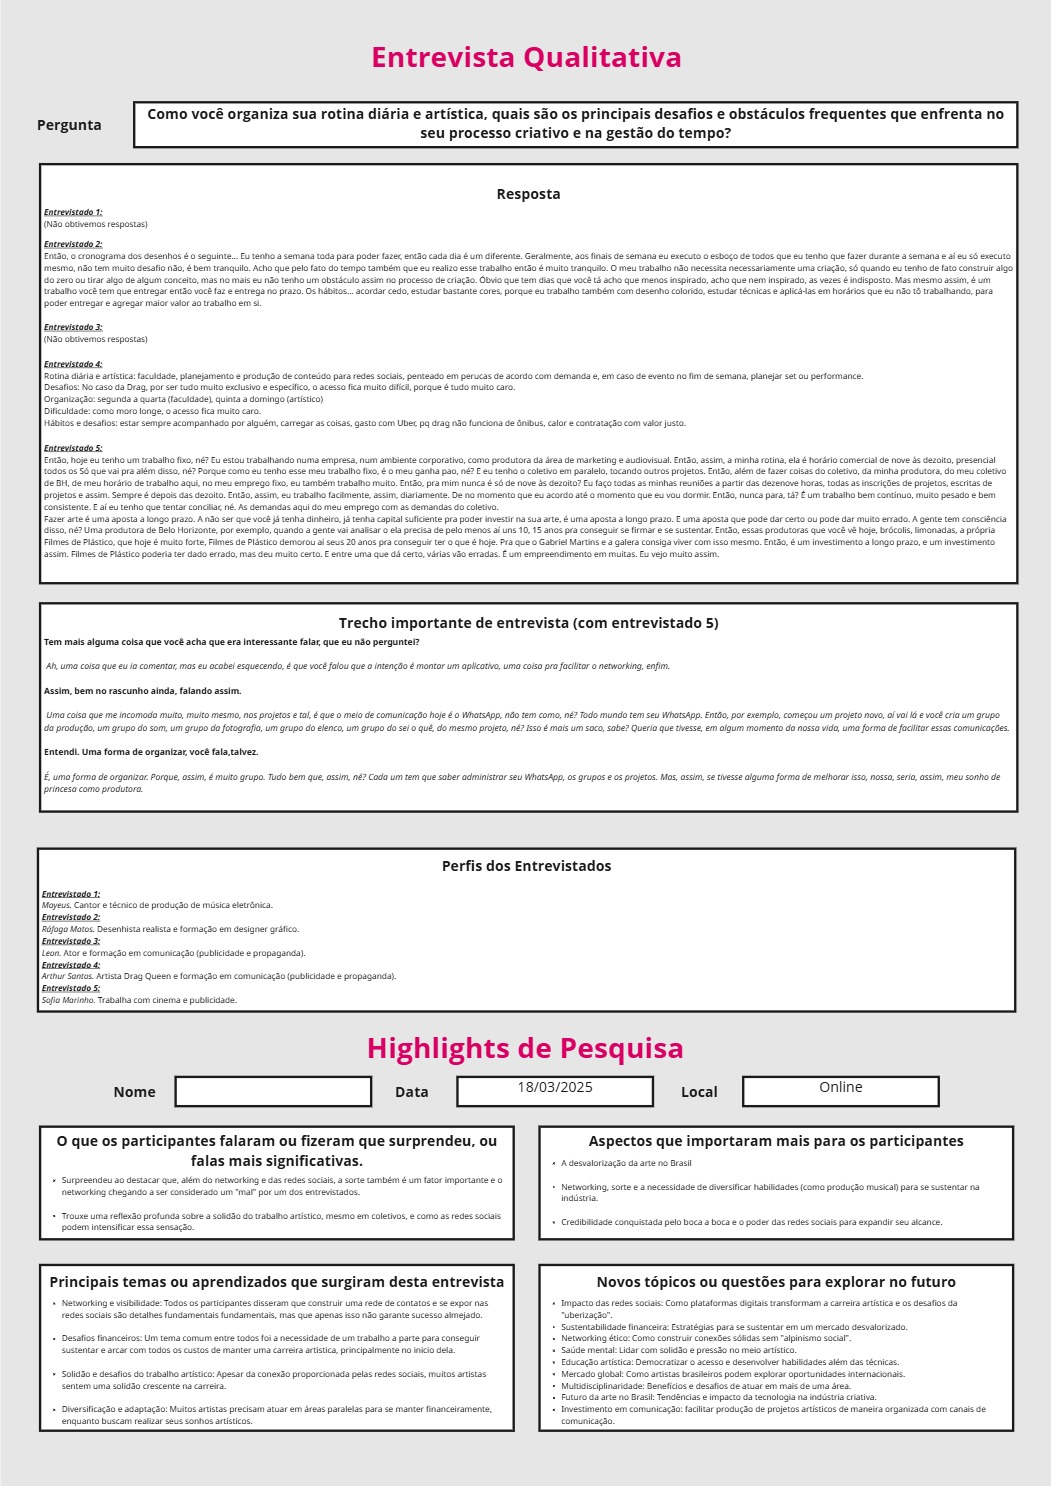 Entrevista Qualitativa
Pergunta
Como você organiza sua rotina diária e artística, quais são os principais desafios e obstáculos frequentes que enfrenta no
seu processo criativo e na gestão do tempo?
Resposta
Entrevistado 1:
(Não obtivemos respostas)
Entrevistado 2:
Então, o cronograma dos desenhos é o seguinte... Eu tenho a semana toda para poder fazer, então cada dia é um diferente. Geralmente, aos finais de semana eu executo o esboço de todos que eu tenho que fazer durante a semana e aí eu só executo
mesmo, não tem muito desafio não, é bem tranquilo. Acho que pelo fato do tempo também que eu realizo esse trabalho então é muito tranquilo. O meu trabalho não necessita necessariamente uma criação, só quando eu tenho de fato construir algo
do zero ou tirar algo de algum conceito, mas no mais eu não tenho um obstáculo assim no processo de criação. Óbvio que tem dias que você tá acho que menos inspirado, acho que nem inspirado, as vezes é indisposto. Mas mesmo assim, é um
trabalho você tem que entregar então você faz e entrega no prazo. Os hábitos... acordar cedo, estudar bastante cores, porque eu trabalho também com desenho colorido, estudar técnicas e aplicá-las em horários que eu não tô trabalhando, para
poder entregar e agregar maior valor ao trabalho em si.
Entrevistado 3:
(Não obtivemos respostas)
Entrevistado 4:
Rotina diária e artística: faculdade, planejamento e produção de conteúdo para redes sociais, penteado em perucas de acordo com demanda e, em caso de evento no fim de semana, planejar set ou performance.
Desafios: No caso da Drag, por ser tudo muito exclusivo e específico, o acesso fica muito difícil, porque é tudo muito caro.
Organização: segunda a quarta (faculdade), quinta a domingo (artístico)
Dificuldade: como moro longe, o acesso fica muito caro.
Hábitos e desafios: estar sempre acompanhado por alguém, carregar as coisas, gasto com Uber, pq drag não funciona de ônibus, calor e contratação com valor justo.
Entrevistado 5:
Então, hoje eu tenho um trabalho fixo, né? Eu estou trabalhando numa empresa, num ambiente corporativo, como produtora da área de marketing e audiovisual. Então, assim, a minha rotina, ela é horário comercial de nove às dezoito, presencial
todos os Só que vai pra além disso, né? Porque como eu tenho esse meu trabalho fixo, é o meu ganha pao, né? E eu tenho o coletivo em paralelo, tocando outros projetos. Então, além de fazer coisas do coletivo, da minha produtora, do meu coletivo
de BH, de meu horário de trabalho aqui, no meu emprego fixo, eu também trabalho muito. Então, pra mim nunca é só de nove às dezoito? Eu faço todas as minhas reuniões a partir das dezenove horas, todas as inscrições de projetos, escritas de
projetos e assim. Sempre é depois das dezoito. Então, assim, eu trabalho facilmente, assim, diariamente. De no momento que eu acordo até o momento que eu vou dormir. Então, nunca para, tá? É um trabalho bem contínuo, muito pesado e bem
consistente. E aí eu tenho que tentar conciliar, né. As demandas aqui do meu emprego com as demandas do coletivo.
Fazer arte é uma aposta a longo prazo. A não ser que você já tenha dinheiro, já tenha capital suficiente pra poder investir na sua arte, é uma aposta a longo prazo. E uma aposta que pode dar certo ou pode dar muito errado. A gente tem consciência
disso, né? Uma produtora de Belo Horizonte, por exemplo, quando a gente vai analisar o ela precisa de pelo menos aí uns 10, 15 anos pra conseguir se firmar e se sustentar. Então, essas produtoras que você vê hoje, brócolis, limonadas, a própria
Filmes de Plástico, que hoje é muito forte, Filmes de Plástico demorou aí seus 20 anos pra conseguir ter o que é hoje. Pra que o Gabriel Martins e a galera consiga viver com isso mesmo. Então, é um investimento a longo prazo, e um investimento
assim. Filmes de Plástico poderia ter dado errado, mas deu muito certo. E entre uma que dá certo, várias vão erradas. É um empreendimento em muitas. Eu vejo muito assim.
Trecho importante de entrevista (com entrevistado 5)
Tem mais alguma coisa que você acha que era interessante falar, que eu não perguntei?
Ah, uma coisa que eu ia comentar, mas eu acabei esquecendo, é que você falou que a intenção é montar um aplicativo, uma coisa pra facilitar o networking, enfim.
Assim, bem no rascunho ainda, falando assim.
Uma coisa que me incomoda muito, muito mesmo, nos projetos e tal, é que o meio de comunicação hoje é o WhatsApp, não tem como, né? Todo mundo tem seu WhatsApp. Então, por exemplo, começou um projeto novo, aí vai lá e você cria um grupo
da produção, um grupo do som, um grupo da fotografia, um grupo do elenco, um grupo do sei o quê, do mesmo projeto, né? Isso é mais um saco, sabe? Queria que tivesse, em algum momento da nossa vida, uma forma de facilitar essas comunicações.
Entendi. Uma forma de organizar, você fala,talvez.
É, uma forma de organizar. Porque, assim, é muito grupo. Tudo bem que, assim, né? Cada um tem que saber administrar seu WhatsApp, os grupos e os projetos. Mas, assim, se tivesse alguma forma de melhorar isso, nossa, seria, assim, meu sonho de
princesa como produtora.
Perfis dos Entrevistados
Entrevistado 1:
Mayeus. Cantor e técnico de produção de música eletrônica.
Entrevistado 2:
Ráfaga Matos. Desenhista realista e formação em designer gráfico.
Entrevistado 3:
Leon. Ator e formação em comunicação (publicidade e propaganda).
Entrevistado 4:
Arthur Santos. Artista Drag Queen e formação em comunicação (publicidade e propaganda).
Entrevistado 5:
Sofia Marinho. Trabalha com cinema e publicidade.
Highlights de Pesquisa
Nome
Data
18/03/2025
Local
Online
O que os participantes falaram ou fizeram que surpreendeu, ou
falas mais significativas.
• Surpreendeu ao destacar que, além do networking e das redes sociais, a sorte também é um fator importante e o
networking chegando a ser considerado um "mal" por um dos entrevistados.
• Trouxe uma reflexão profunda sobre a solidão do trabalho artístico, mesmo em coletivos, e como as redes sociais
podem intensificar essa sensação.
Aspectos que importaram mais para os participantes
• A desvalorização da arte no Brasil
• Networking, sorte e a necessidade de diversificar habilidades (como produção musical) para se sustentar na
indústria.
• Credibilidade conquistada pelo boca a boca e o poder das redes sociais para expandir seu alcance.
Principais temas ou aprendizados que surgiram desta entrevista
• Networking e visibilidade: Todos os participantes disseram que construir uma rede de contatos e se expor nas
redes sociais são detalhes fundamentais fundamentais, mas que apenas isso não garante sucesso almejado.
• Desafios financeiros: Um tema comum entre todos foi a necessidade de um trabalho a parte para conseguir
sustentar e arcar com todos os custos de manter uma carreira artistica, principalmente no inicio dela.
• Solidão e desafios do trabalho artístico: Apesar da conexão proporcionada pelas redes sociais, muitos artistas
sentem uma solidão crescente na carreira.
• Diversificação e adaptação: Muitos artistas precisam atuar em áreas paralelas para se manter financeiramente,
enquanto buscam realizar seus sonhos artísticos.
Novos tópicos ou questões para explorar no futuro
• Impacto das redes sociais: Como plataformas digitais transformam a carreira artística e os desafios da
"uberização".
• Sustentabilidade financeira: Estratégias para se sustentar em um mercado desvalorizado.
• Networking ético: Como construir conexões sólidas sem "alpinismo social".
• Saúde mental: Lidar com solidão e pressão no meio artístico.
• Educação artística: Democratizar o acesso e desenvolver habilidades além das técnicas.
• Mercado global: Como artistas brasileiros podem explorar oportunidades internacionais.
• Multidisciplinaridade: Benefícios e desafios de atuar em mais de uma área.
• Futuro da arte no Brasil: Tendências e impacto da tecnologia na indústria criativa.
• Investimento em comunicação: facilitar produção de projetos artísticos de maneira organizada com canais de
comunicação.